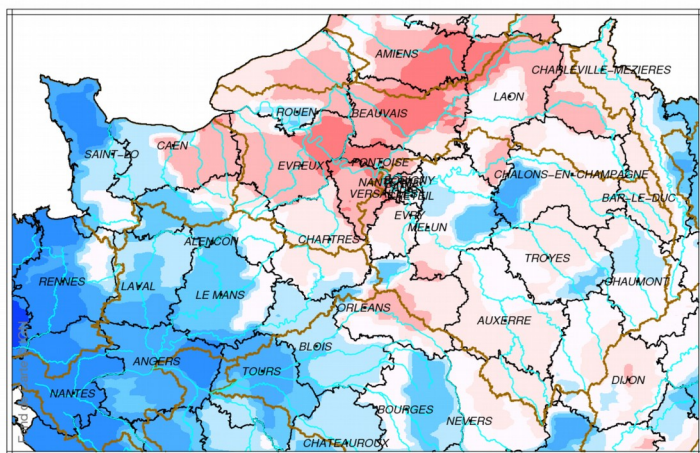 AMIENS
CHARLEVILLE-MEZIERES
LAON
ROUEN
BEAUVAIS
CAEN
SAINT-LO
EVREUX
PONTOISE
CHALONS-EN-CHAMPAGNE
BAR-LE-DUC
EVRY
MELUN
CHARTRES
ALENCON
TROYES
RENNES
LAVAL
LE MANS
CHAUMONT
ORLEANS
AUXERRE
BLOIS
ANGERS
TOURS
DIJON
NANTES
BOURGES
NEVERS
CHATEAUROUX